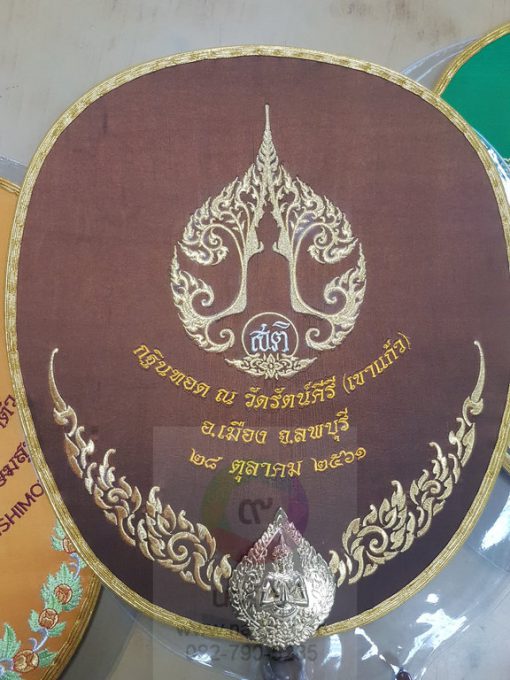 สติ
กฐินทอด ณ วัดรัตน์คีรี (เขาแก้ว)
อ.เมือง จ.ลพบุรี
๒๘ ตุลาคม ๒๕๖๑
๙